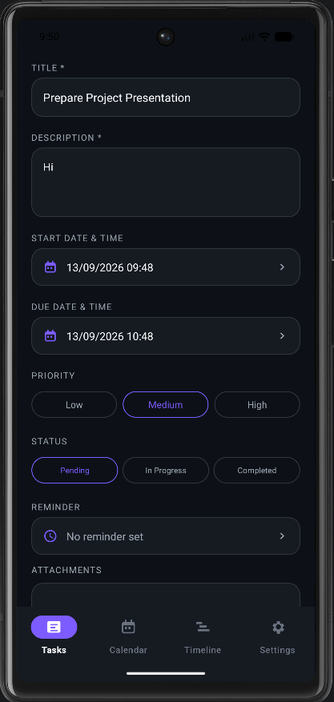 9:50
TITLE *
Prepare Project Presentation
DESCRIPTION *
Hi
START DATE & TIME
13/09/2026 09:48
DUE DATE & TIME
13/09/2026 10:48
PRIORITY
Low Medium High
STATUS
Pending In Progress Completed
REMINDER
No reminder set
ATTACHMENTS
Tasks Calendar Timeline Settings